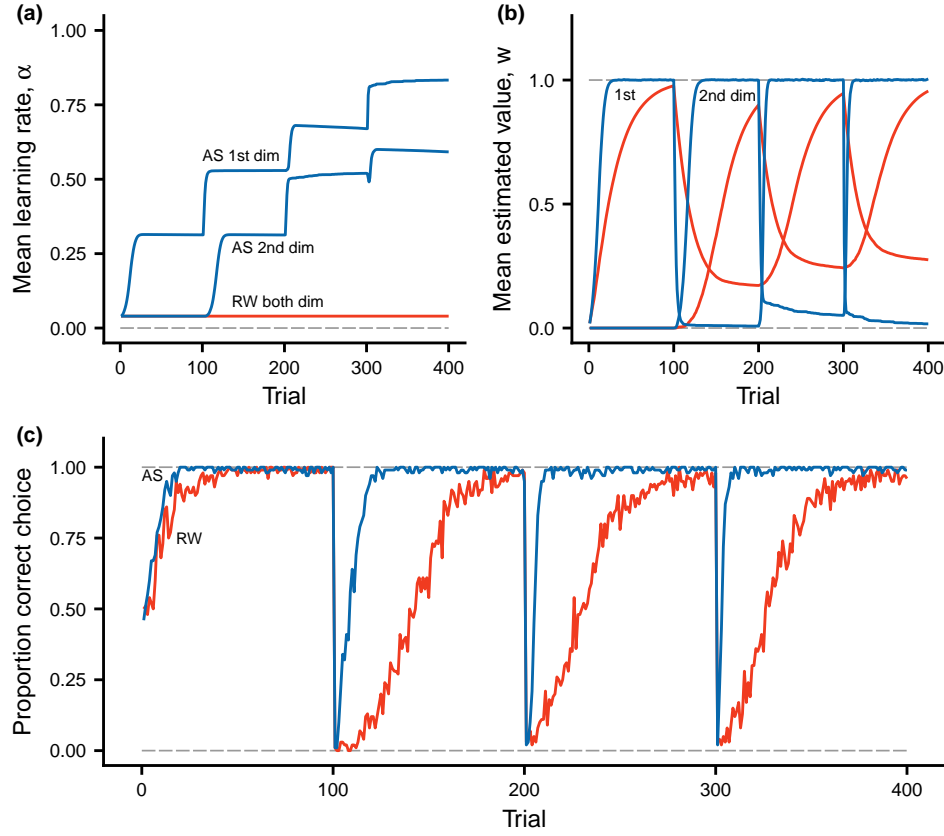 (a)
1.00
0.75
0.50
0.25
0.00
Mean learning rate, α
AS 1st dim
AS 2nd dim
RW both dim
0 100 200 300 400
Trial
(b)
1.0
0.5
0.0
Mean estimated value, w
1st 2nd dim
0 100 200 300 400
Trial
(c)
1.00
0.75
0.50
0.25
0.00
Proportion correct choice
AS
RW
0 100 200 300 400
Trial